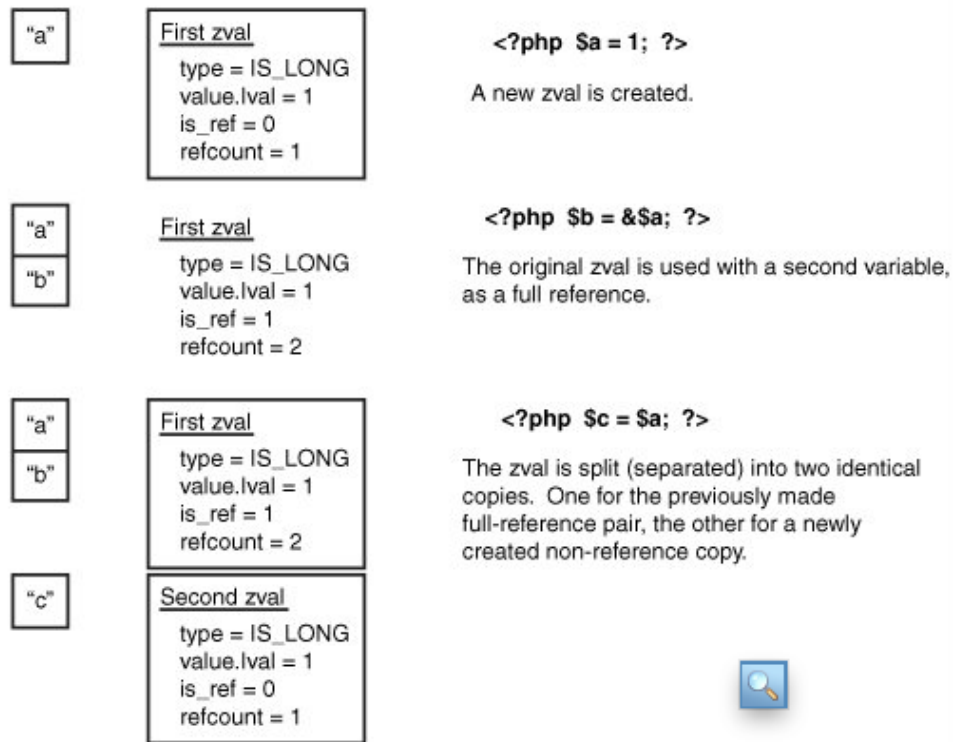 "a"
First zval
type = IS_LONG
value.lval = 1
is_ref = 0
refcount = 1
<?php $a = 1; ?>
A new zval is created.
"a"
"b"
First zval
type = IS_LONG
value.lval = 1
is_ref = 1
refcount = 2
<?php $b = &$a; ?>
The original zval is used with a second variable,
as a full reference.
"a"
"b"
First zval
type = IS_LONG
value.lval = 1
is_ref = 1
refcount = 2
<?php $c = $a; ?>
The zval is split (separated) into two identical
copies. One for the previously made
full-reference pair, the other for a newly
created non-reference copy.
"c"
Second zval
type = IS_LONG
value.lval = 1
is_ref = 0
refcount = 1